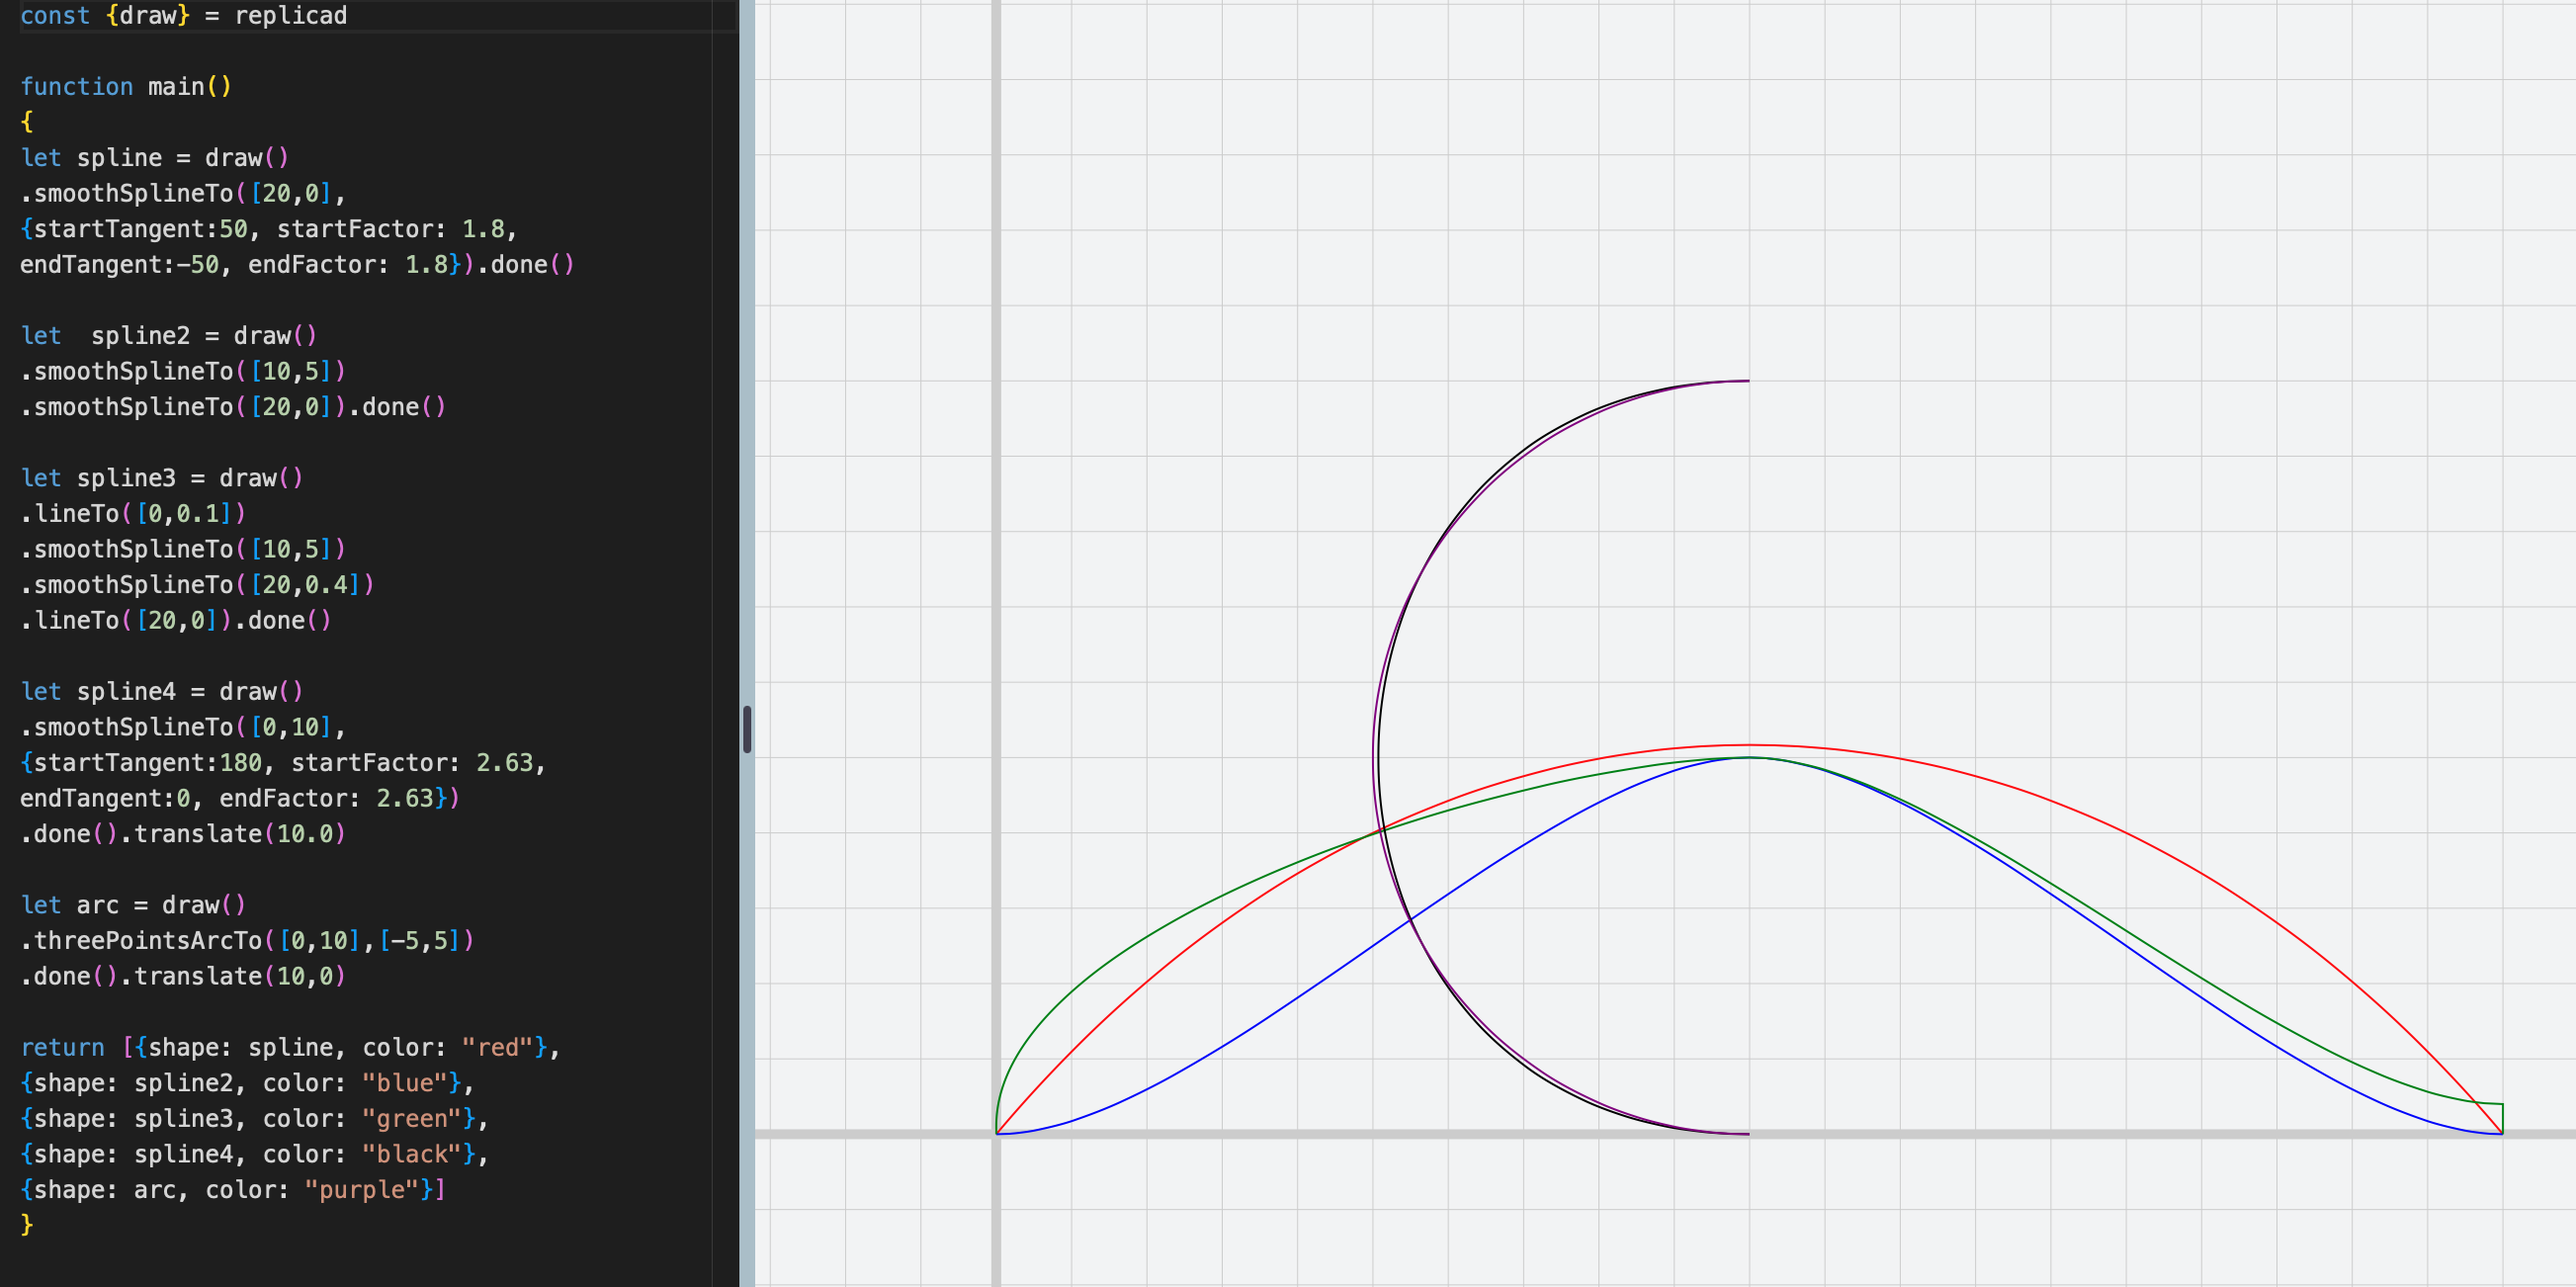 const {draw} = replicad
function main()
{
let spline = draw()
.smoothSplineTo([20,0],
{startTangent:50, startFactor: 1.8,
endTangent:-50, endFactor: 1.8}).done()
let  spline2 = draw()
.smoothSplineTo([10,5])
.smoothSplineTo([20,0]).done()
let spline3 = draw()
.lineTo([0,0.1])
.smoothSplineTo([10,5])
.smoothSplineTo([20,0.4])
.lineTo([20,0]).done()
let spline4 = draw()
.smoothSplineTo([0,10],
{startTangent:180, startFactor: 2.63,
endTangent:0, endFactor: 2.63})
.done().translate(10.0)
let arc = draw()
.threePointsArcTo([0,10],[-5,5])
.done().translate(10,0)
return [{shape: spline, color: "red"},
{shape: spline2, color: "blue"},
{shape: spline3, color: "green"},
{shape: spline4, color: "black"},
{shape: arc, color: "purple"}]
}